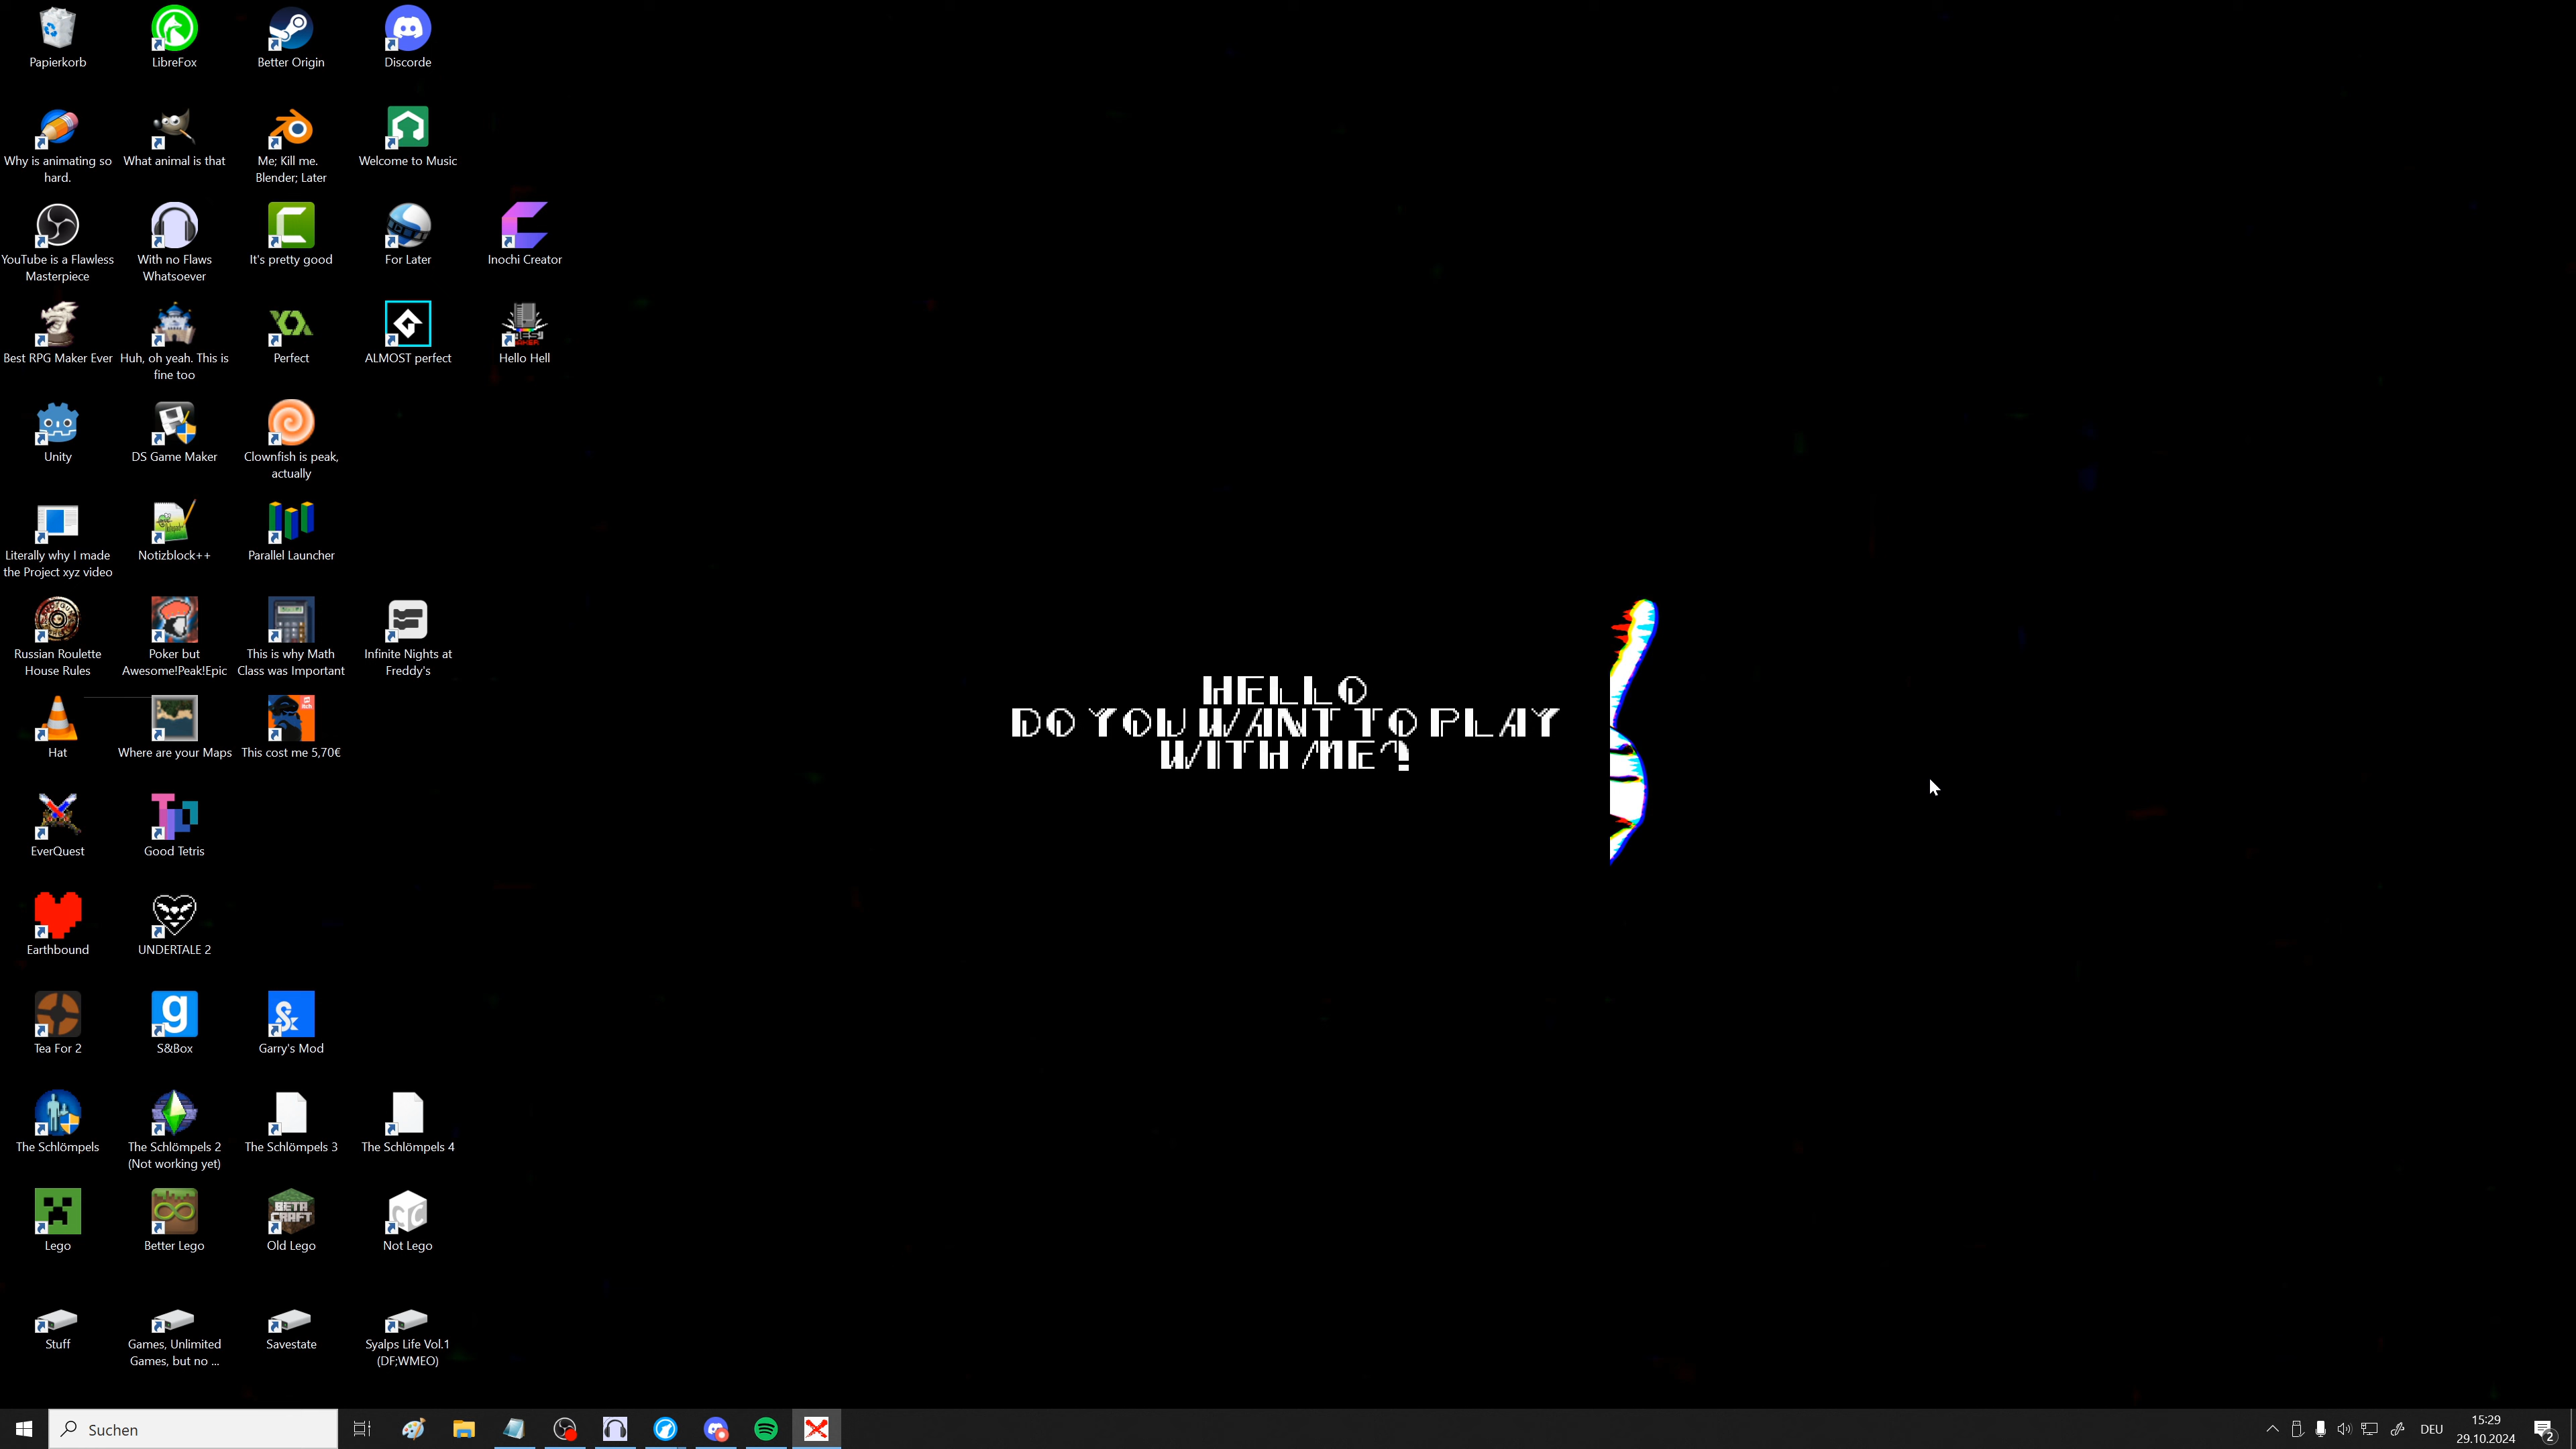 Papierkorb
LibreFox
Better Origin
Discorde
Why is animating so
hard.
What animal is that
Me; Kill me.
Blender; Later
Welcome to Music
YouTube is a Flawless
Masterpiece
With no Flaws
Whatsoever
It's pretty good
For Later
Inochi Creator
Best RPG Maker Ever
Huh, oh yeah. This is
fine too
Perfect
ALMOST perfect
Hello Hell
Unity
DS Game Maker
Clownfish is peak,
actually
Literally why I made
the Project xyz video
Notizblock++
Parallel Launcher
Russian Roulette
House Rules
Poker but
Awesome!Peak!Epic
This is why Math
Class was Important
Infinite Nights at
Freddy's
HELLO
DO YOU WANT TO PLAY
WITH ME?!
Hat
Where are your Maps
This cost me 5,70€
EverQuest
Good Tetris
Earthbound
UNDERTALE 2
g
s&
Tea For 2
S&Box
Garry's Mod
The Schlömpels
The Schlömpels 2
(Not working yet)
The Schlömpels 3
The Schlömpels 4
BETA
CRAFT
CC
Lego
Better Lego
Old Lego
Not Lego
Stuff
Games, Unlimited
Games, but no ...
Savestate
Syalps Life Vol.1
(DF;WMEO)
Suchen
DEU
15:29
29.10.2024
2